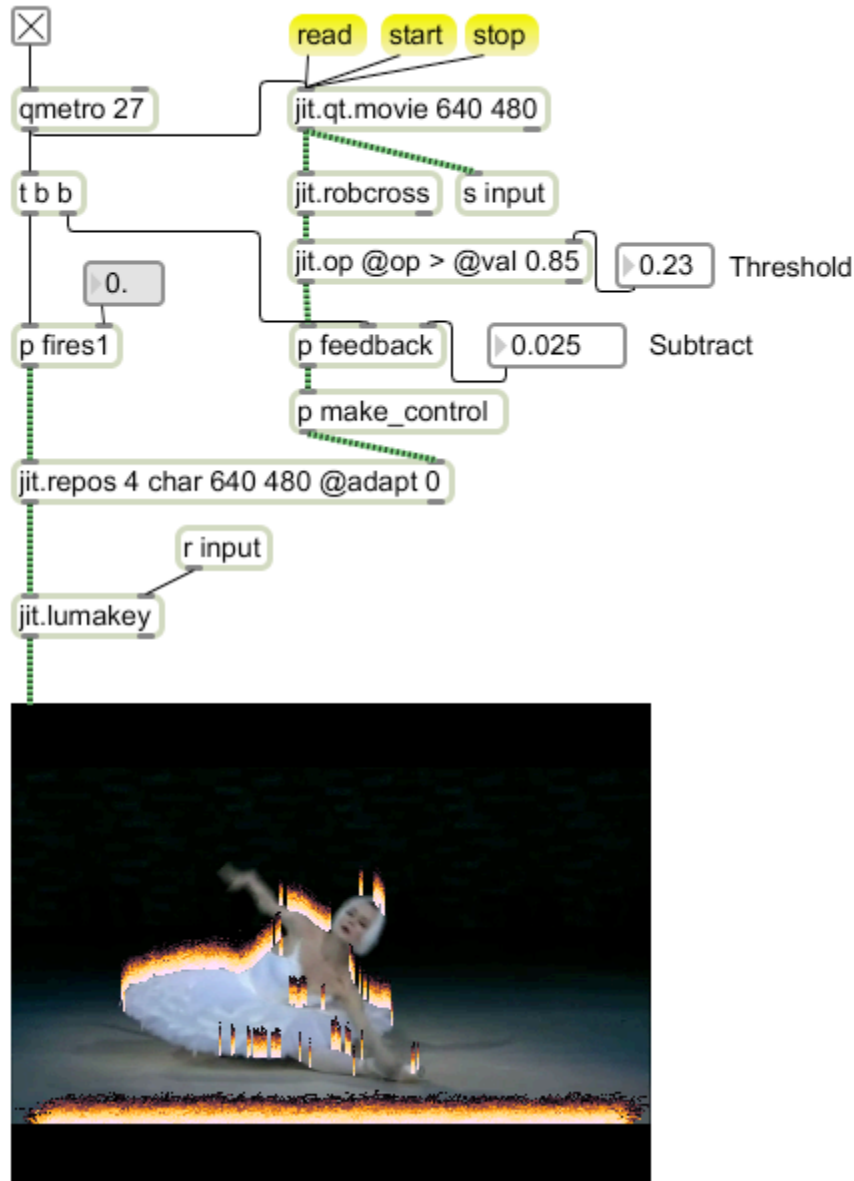 read start stop
qmetro 27
jit.qt.movie 640 480
t b b
jit.robcross
s input
jit.op @op > @val 0.85
0.23
Threshold
0.
p fires1
p feedback
0.025
Subtract
p make_control
jit.repos 4 char 640 480 @adapt 0
r input
jit.lumakey